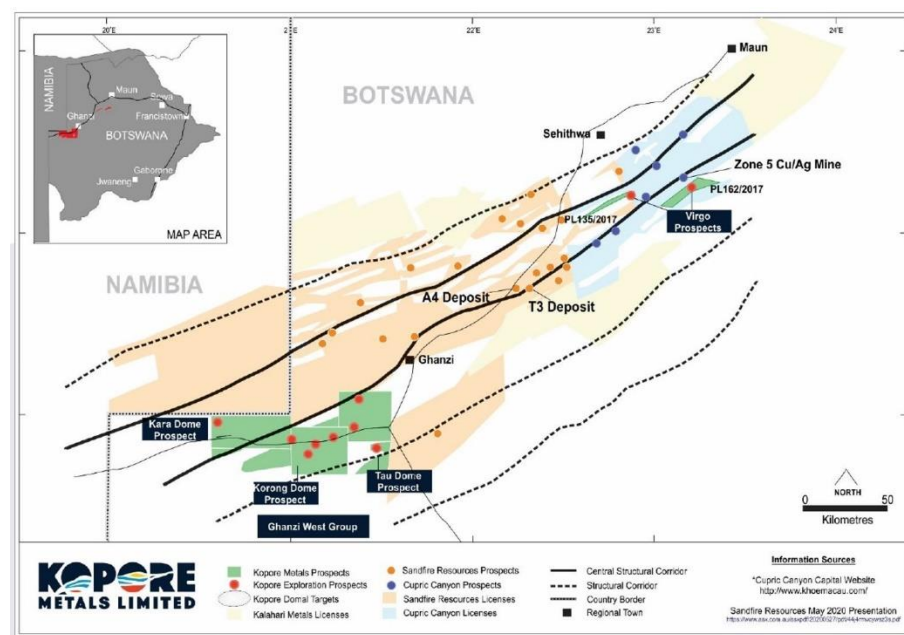 20°E
21°E
22°E
23°E
24°E
NAMIBIA
Maun
Sowa
Ghanzi
Francistown
BOTSWANA
Gaborone
Jwaneng
MAP AREA
BOTSWANA
Maun
Sehithwa
Zone 5 Cu/Ag Mine
PL162/2017
PL135/2017
Virgo
Prospects
NAMIBIA
A4 Deposit
T3 Deposit
Ghanzi
Kara Dome
Prospect
Korong Dome
Prospect
Tau Dome
Prospect
Ghanzi West Group
NORTH
0 50
Kilometres
KOPORE
METALS LIMITED
Kopore Metals Prospects
Kopore Exploration Prospects
Kopore Domal Targets
Kalahari Metals Licenses
Sandfire Resources Prospects
Cupric Canyon Prospects
Sandfire Resources Licenses
Cupric Canyon Licenses
Central Structural Corridor
Structural Corridor
Country Border
Regional Town
Information Sources
*Cupric Canyon Capital Website
http://www.khoemacau.com/
Sandfire Resources May 2020 Presentation